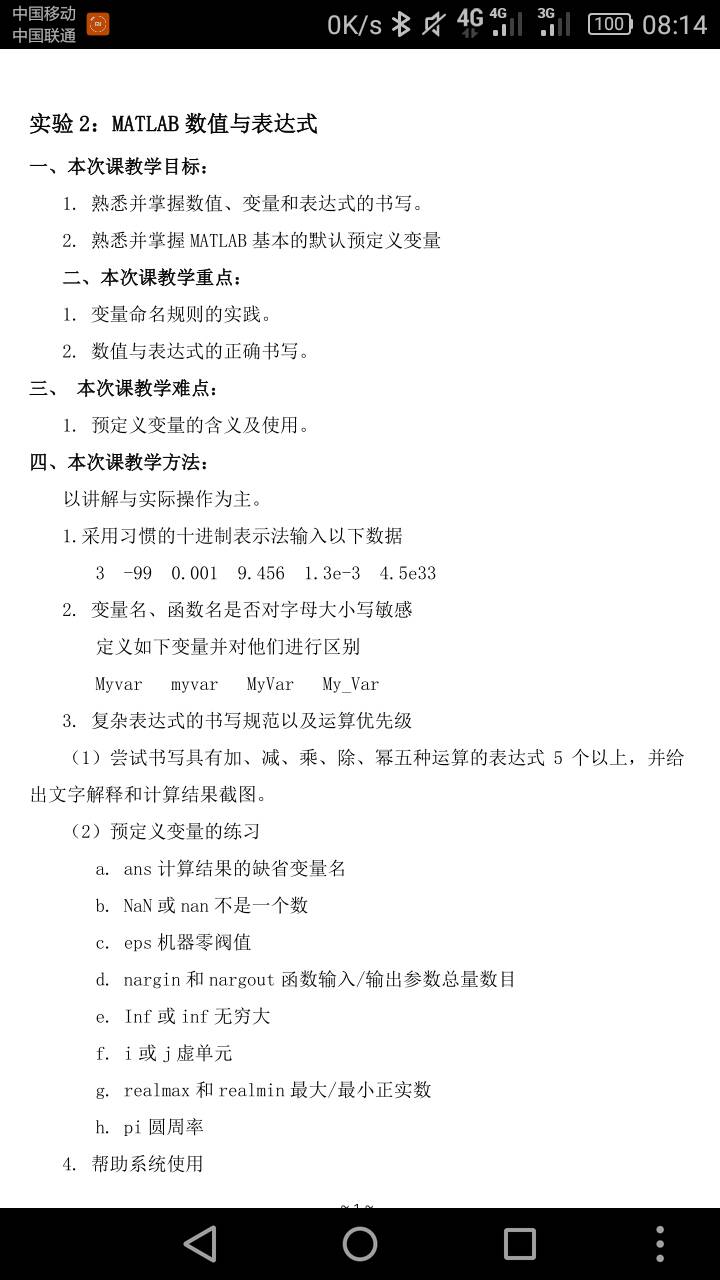 中国移动
中国联通
0K/s 4G 4G 3G 100 08:14
实验 2：MATLAB 数值与表达式
一、本次课教学目标：
1. 熟悉并掌握数值、变量和表达式的书写。
2. 熟悉并掌握 MATLAB 基本的默认预定义变量
二、本次课教学重点：
1. 变量命名规则的实践。
2. 数值与表达式的正确书写。
三、 本次课教学难点：
1. 预定义变量的含义及使用。
四、本次课教学方法：
以讲解与实际操作为主。
1.采用习惯的十进制表示法输入以下数据
3 -99 0.001 9.456 1.3e-3 4.5e33
2. 变量名、函数名是否对字母大小写敏感
定义如下变量并对他们进行区别
Myvar myvar MyVar My_Var
3. 复杂表达式的书写规范以及运算优先级
（1）尝试书写具有加、减、乘、除、幂五种运算的表达式 5 个以上，并给
出文字解释和计算结果截图。
（2）预定义变量的练习
a. ans 计算结果的缺省变量名
b. NaN 或 nan 不是一个数
c. eps 机器零阀值
d. nargin 和 nargout 函数输入/输出参数总量数目
e. Inf 或 inf 无穷大
f. i 或 j 虚单元
g. realmax 和 realmin 最大/最小正实数
h. pi 圆周率
4. 帮助系统使用
~ 1 ~